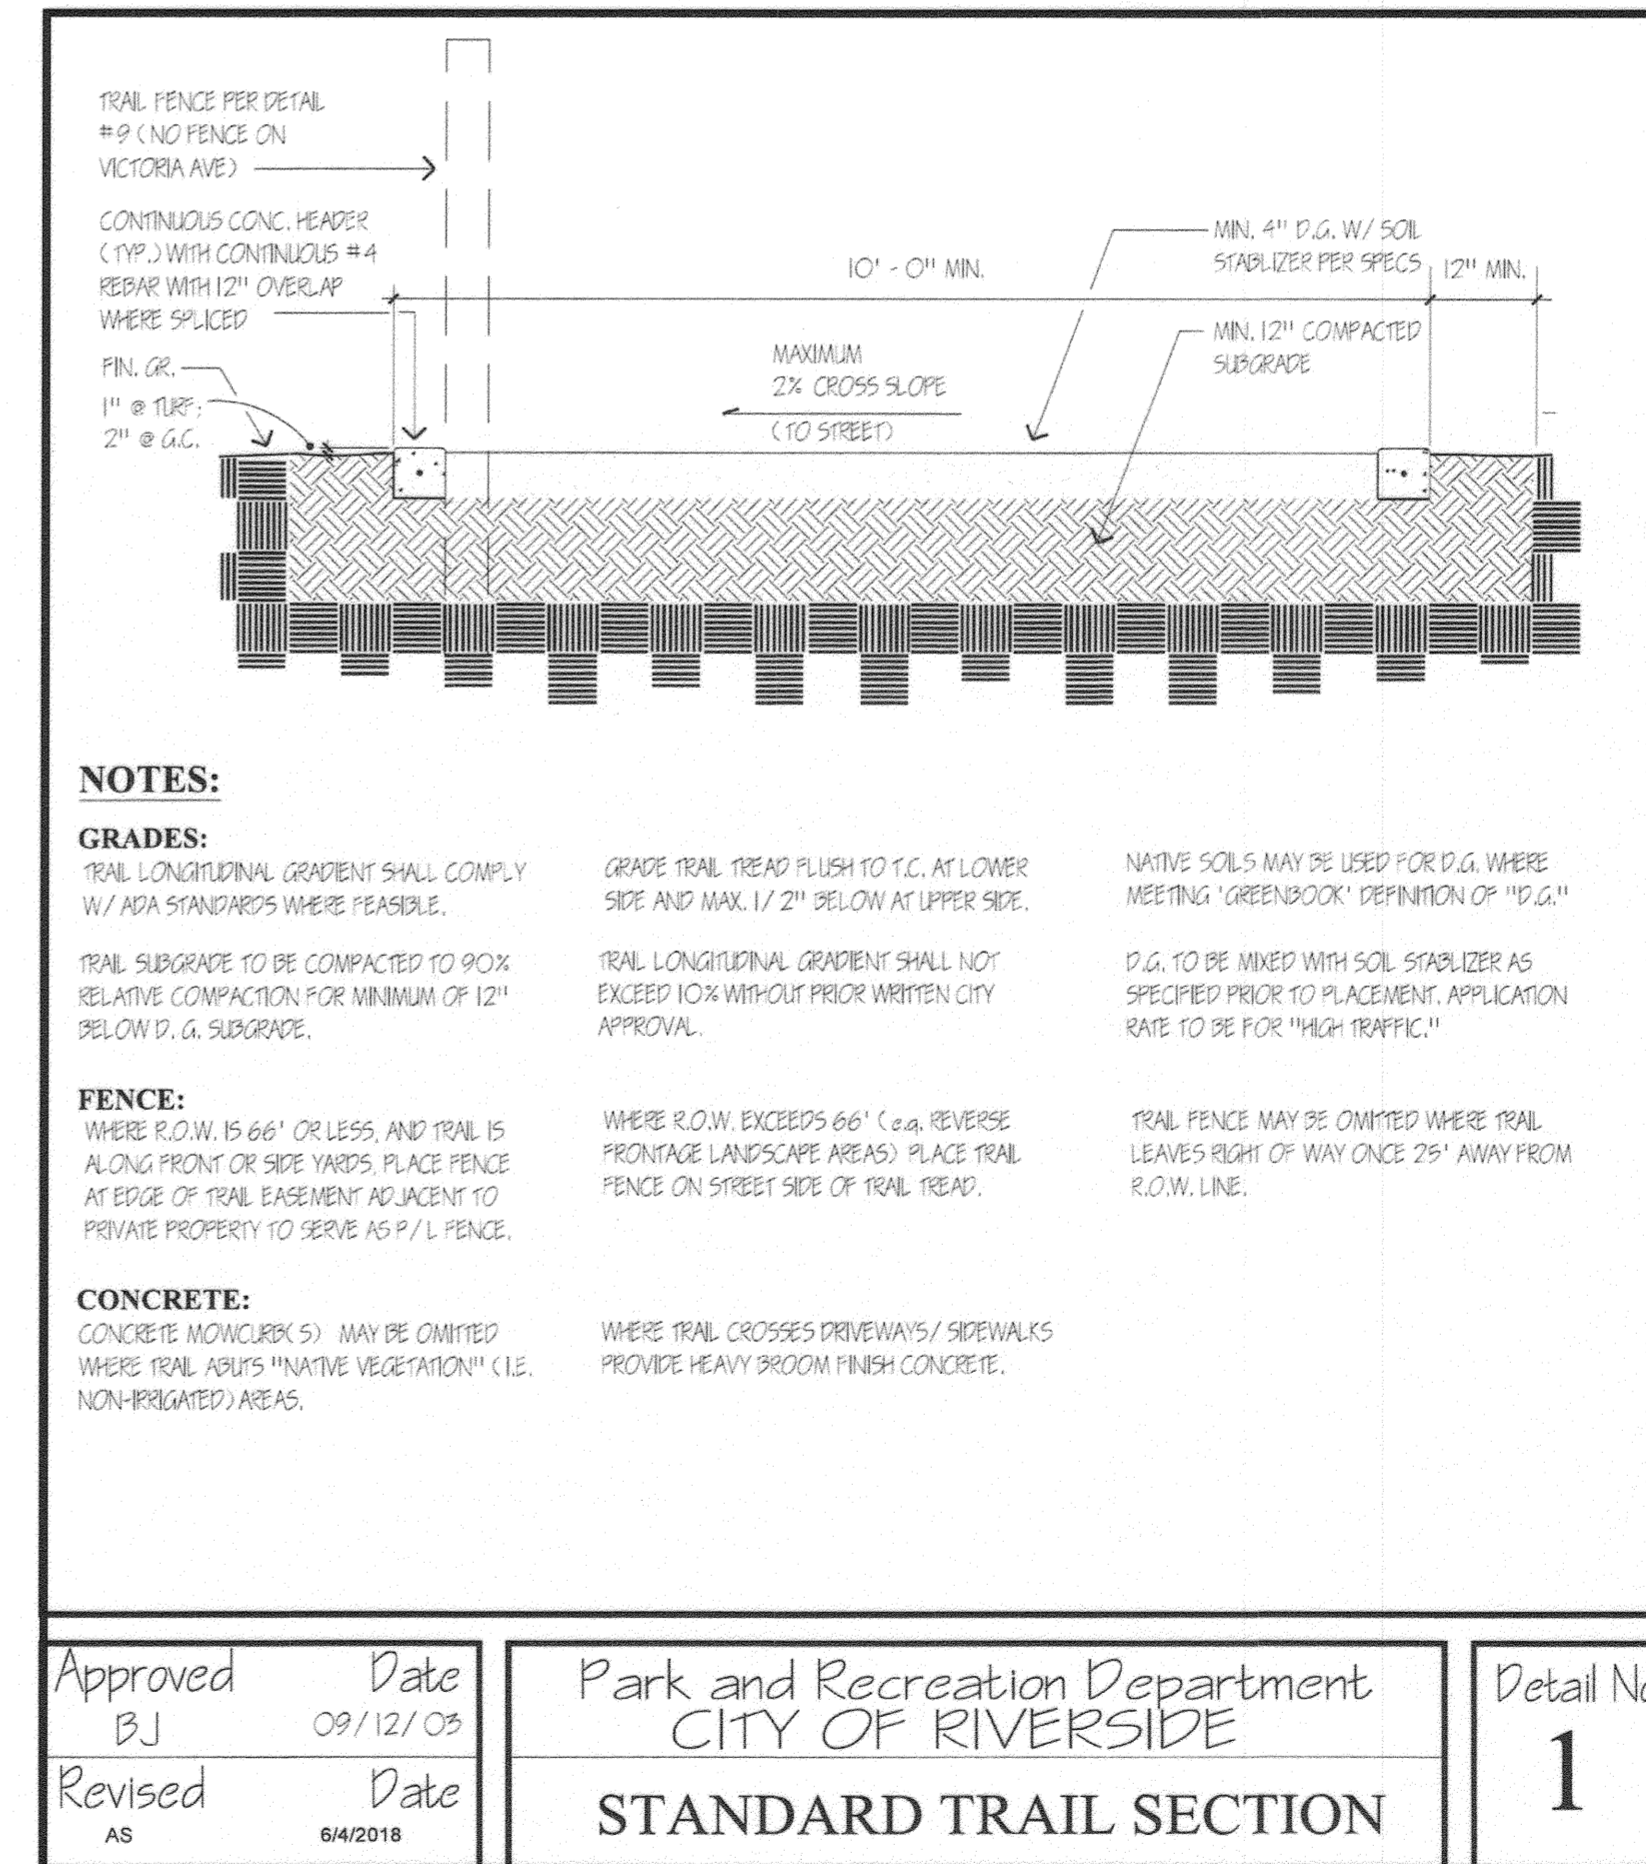 TRAIL FENCE PER DETAIL
#9 (NO FENCE ON
VICTORIA AVE)
CONTINUOUS CONC. HEADER
(TYP.) WITH CONTINUOUS #4
REBAR WITH 12" OVERLAP
WHERE SPLICED
FIN. GR.
1" @ TURF;
2" @ G.C.
10' - 0" MIN.
MIN. 4" D.G. W/ SOIL
STABLIZER PER SPECS
12" MIN.
MIN. 12" COMPACTED
SUBGRADE
MAXIMUM
2% CROSS SLOPE
(TO STREET)
NOTES:
GRADES:
TRAIL LONGITUDINAL GRADIENT SHALL COMPLY
W/ ADA STANDARDS WHERE FEASIBLE.
TRAIL SUBGRADE TO BE COMPACTED TO 90%
RELATIVE COMPACTION FOR MINIMUM OF 12"
BELOW D. G. SUBGRADE.
GRADE TRAIL TREAD FLUSH TO T.C. AT LOWER
SIDE AND MAX. 1/2" BELOW AT UPPER SIDE.
TRAIL LONGITUDINAL GRADIENT SHALL NOT
EXCEED 10% WITHOUT PRIOR WRITTEN CITY
APPROVAL.
NATIVE SOILS MAY BE USED FOR D.G. WHERE
MEETING 'GREENBOOK' DEFINITION OF "D.G."
D.G. TO BE MIXED WITH SOIL STABLIZER AS
SPECIFIED PRIOR TO PLACEMENT. APPLICATION
RATE TO BE FOR "HIGH TRAFFIC."
FENCE:
WHERE R.O.W. IS 66' OR LESS, AND TRAIL IS
ALONG FRONT OR SIDE YARDS, PLACE FENCE
AT EDGE OF TRAIL EASEMENT ADJACENT TO
PRIVATE PROPERTY TO SERVE AS P/L FENCE.
WHERE R.O.W. EXCEEDS 66' (e.g. REVERSE
FRONTAGE LANDSCAPE AREAS) PLACE TRAIL
FENCE ON STREET SIDE OF TRAIL TREAD.
TRAIL FENCE MAY BE OMITTED WHERE TRAIL
LEAVES RIGHT OF WAY ONCE 25' AWAY FROM
R.O.W. LINE.
CONCRETE:
CONCRETE MOWCURB(S) MAY BE OMITTED
WHERE TRAIL ABUTS "NATIVE VEGETATION" (I.E.
NON-IRRIGATED) AREAS.
WHERE TRAIL CROSSES DRIVEWAYS/ SIDEWALKS
PROVIDE HEAVY BROOM FINISH CONCRETE.
Approved Date
BJ 09/12/03
Revised Date
AS 6/4/2018
Park and Recreation Department
CITY OF RIVERSIDE
STANDARD TRAIL SECTION
Detail No
1